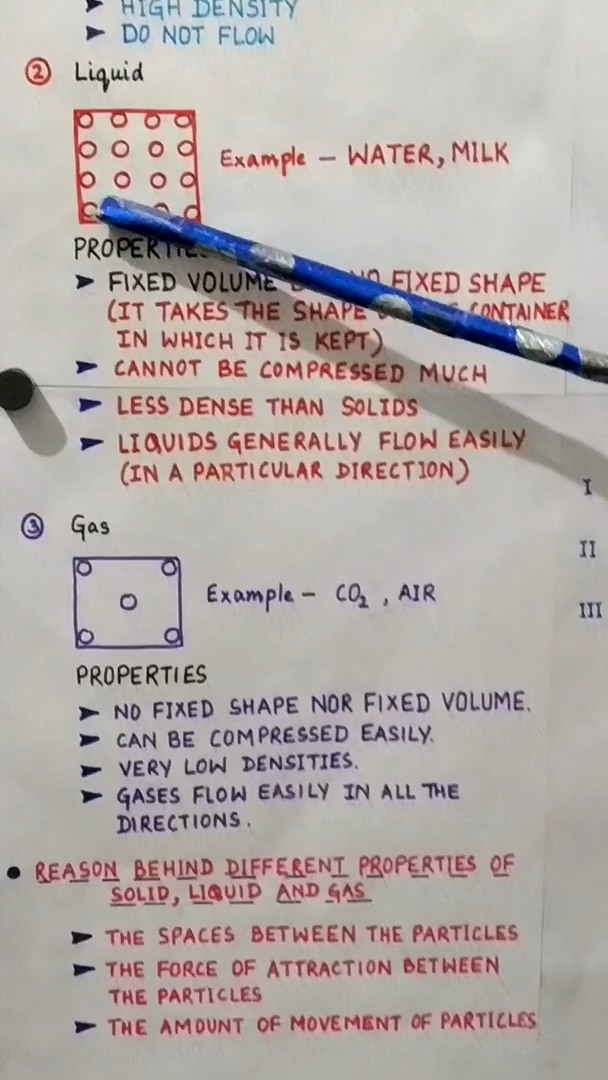 ➤ HIGH DENSITY
➤ DO NOT FLOW
② Liquid
Example – WATER, MILK
➤ FIXED VOLUME FIXED SHAPE
(IT TAKES THE SHAPE CONTAINER
IN WHICH IT IS KEPT)
➤ CANNOT BE COMPRESSED MUCH
➤ LESS DENSE THAN SOLIDS
➤ LIQUIDS GENERALLY FLOW EASILY
(IN A PARTICULAR DIRECTION)
I
II
III
③ Gas
Example – CO₂ , AIR
PROPERTIES
➤ NO FIXED SHAPE NOR FIXED VOLUME.
➤ CAN BE COMPRESSED EASILY.
➤ VERY LOW DENSITIES.
➤ GASES FLOW EASILY IN ALL THE
DIRECTIONS.
• REASON BEHIND DIFFERENT PROPERTIES OF
SOLID, LIQUID AND GAS
➤ THE SPACES BETWEEN THE PARTICLES
➤ THE FORCE OF ATTRACTION BETWEEN
THE PARTICLES
➤ THE AMOUNT OF MOVEMENT OF PARTICLES